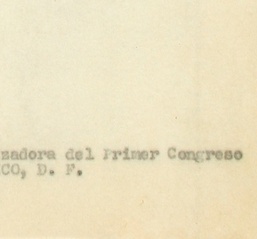 zadora del Primer Congreso
CO, D. F.